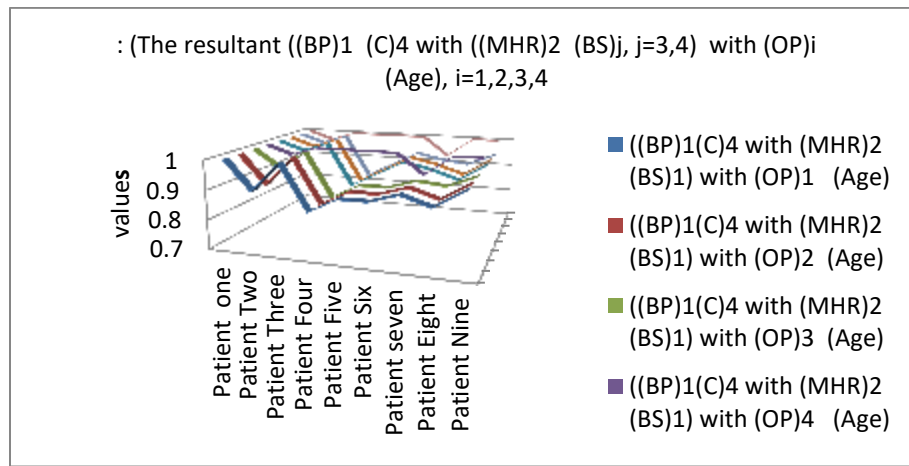 : (The resultant ((BP)1 (C)4 with ((MHR)2 (BS)j, j=3,4) with (OP)i
(Age), i=1,2,3,4
1
0.9
0.8
0.7
values
Patient one
Patient Two
Patient Three
Patient Four
Patient Five
Patient Six
Patient seven
Patient Eight
Patient Nine
((BP)1(C)4 with (MHR)2
(BS)1) with (OP)1 (Age)
((BP)1(C)4 with (MHR)2
(BS)1) with (OP)2 (Age)
((BP)1(C)4 with (MHR)2
(BS)1) with (OP)3 (Age)
((BP)1(C)4 with (MHR)2
(BS)1) with (OP)4 (Age)